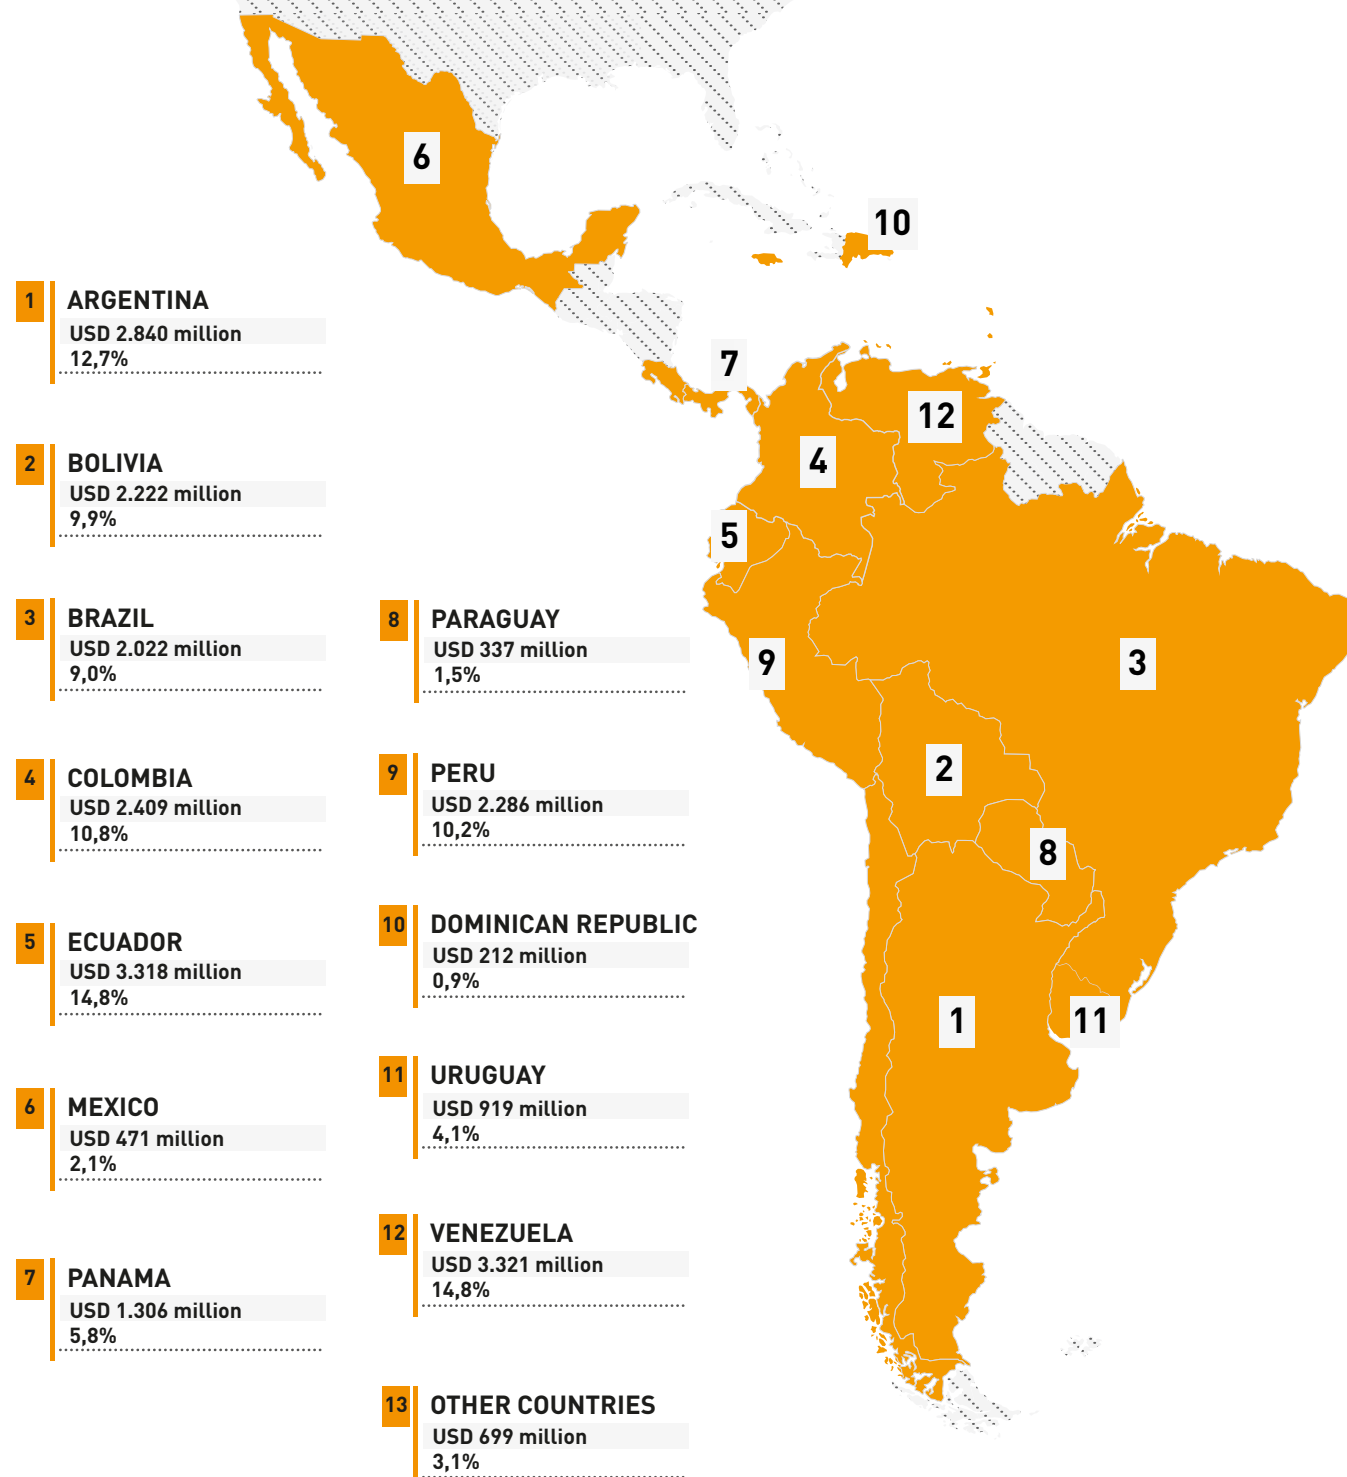 1
ARGENTINA
USD 2.840 million
12,7%
2
BOLIVIA
USD 2.222 million
9,9%
3
BRAZIL
USD 2.022 million
9,0%
4
COLOMBIA
USD 2.409 million
10,8%
5
ECUADOR
USD 3.318 million
14,8%
6
MEXICO
USD 471 million
2,1%
7
PANAMA
USD 1.306 million
5,8%
8
PARAGUAY
USD 337 million
1,5%
9
PERU
USD 2.286 million
10,2%
10
DOMINICAN REPUBLIC
USD 212 million
0,9%
11
URUGUAY
USD 919 million
4,1%
12
VENEZUELA
USD 3.321 million
14,8%
13
OTHER COUNTRIES
USD 699 million
3,1%
6
10
7
12
4
5
9
3
2
8
1
11